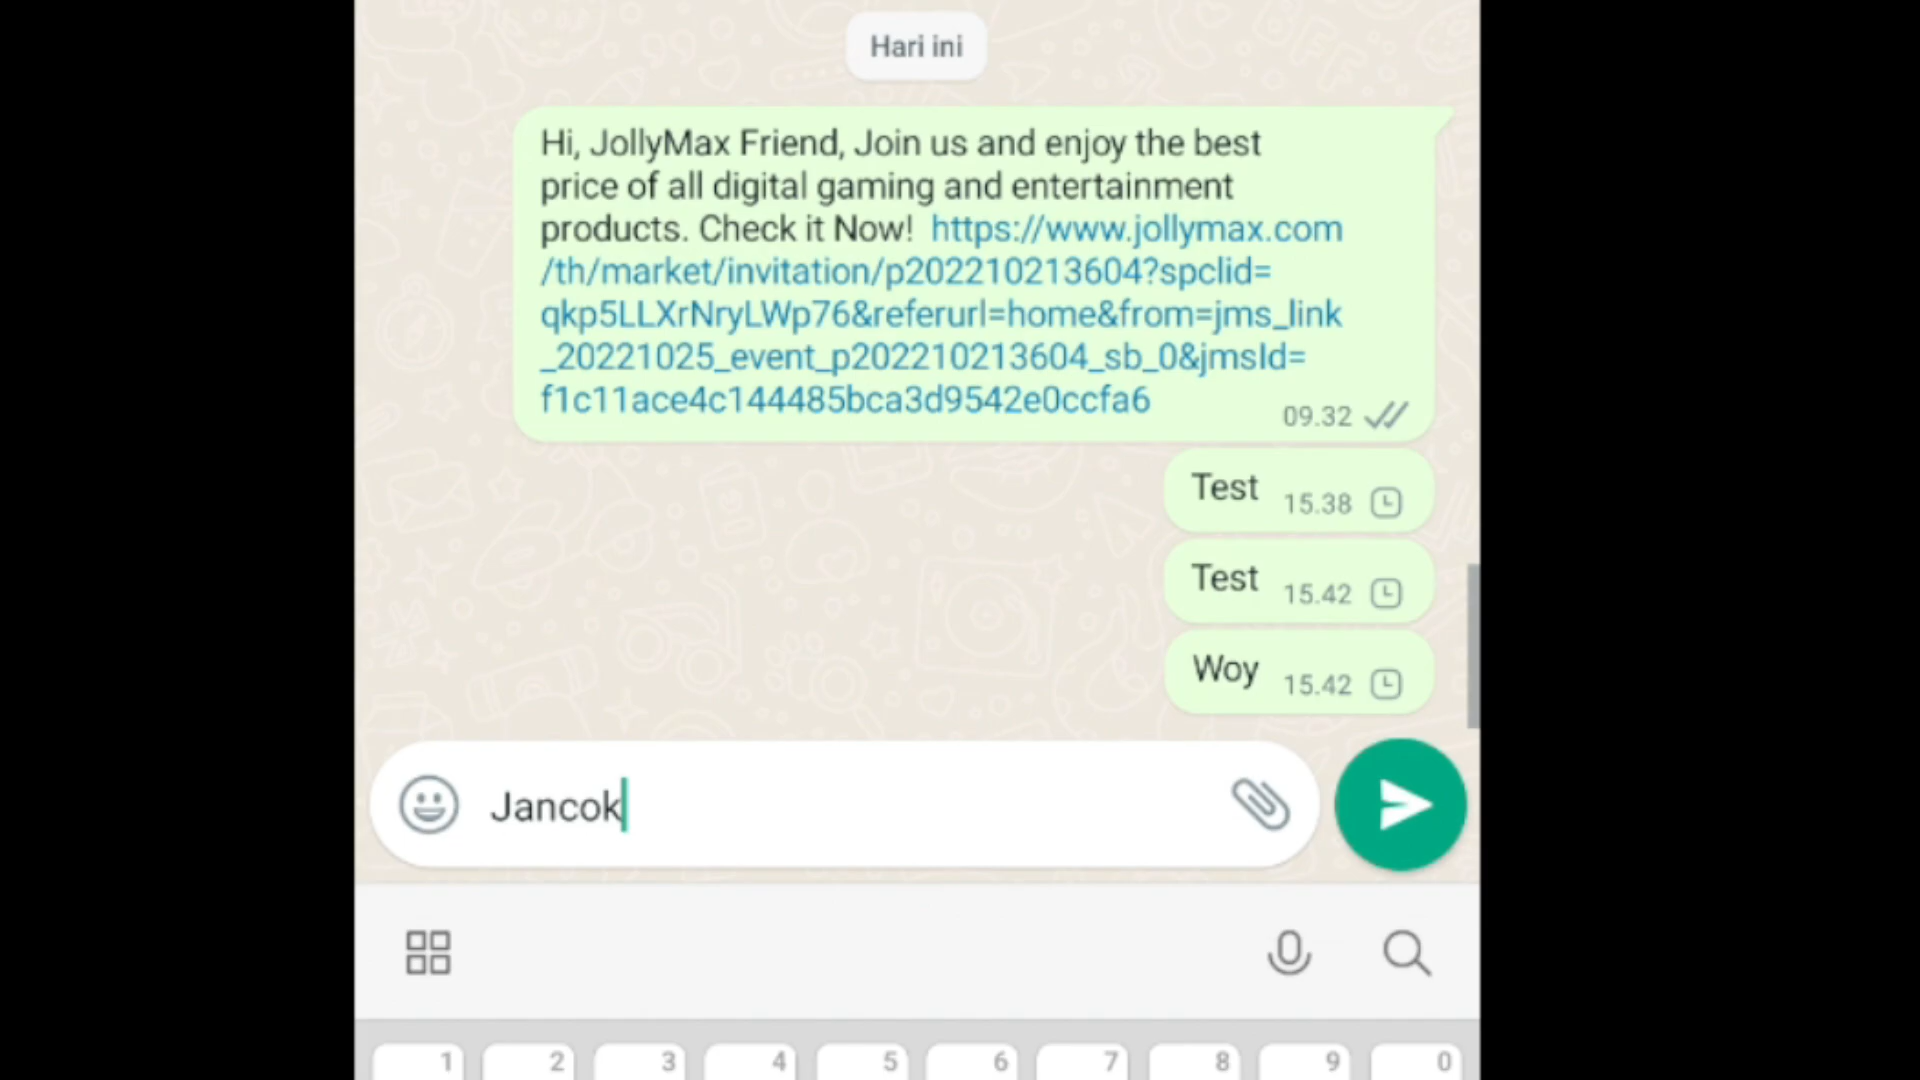 Hari ini
Hi, JollyMax Friend, Join us and enjoy the best
price of all digital gaming and entertainment
products. Check it Now!  https://www.jollymax.com
/th/market/invitation/p202210213604?spclid=
qkp5LLXrNryLWp76&referurl=home&from=jms_link
_20221025_event_p202210213604_sb_0&jmsId=
f1c11ace4c144485bca3d9542e0ccfa6
09.32
Test 15.38
Test 15.42
Woy 15.42
Jancok
1 2 3 4 5 6 7 8 9 0